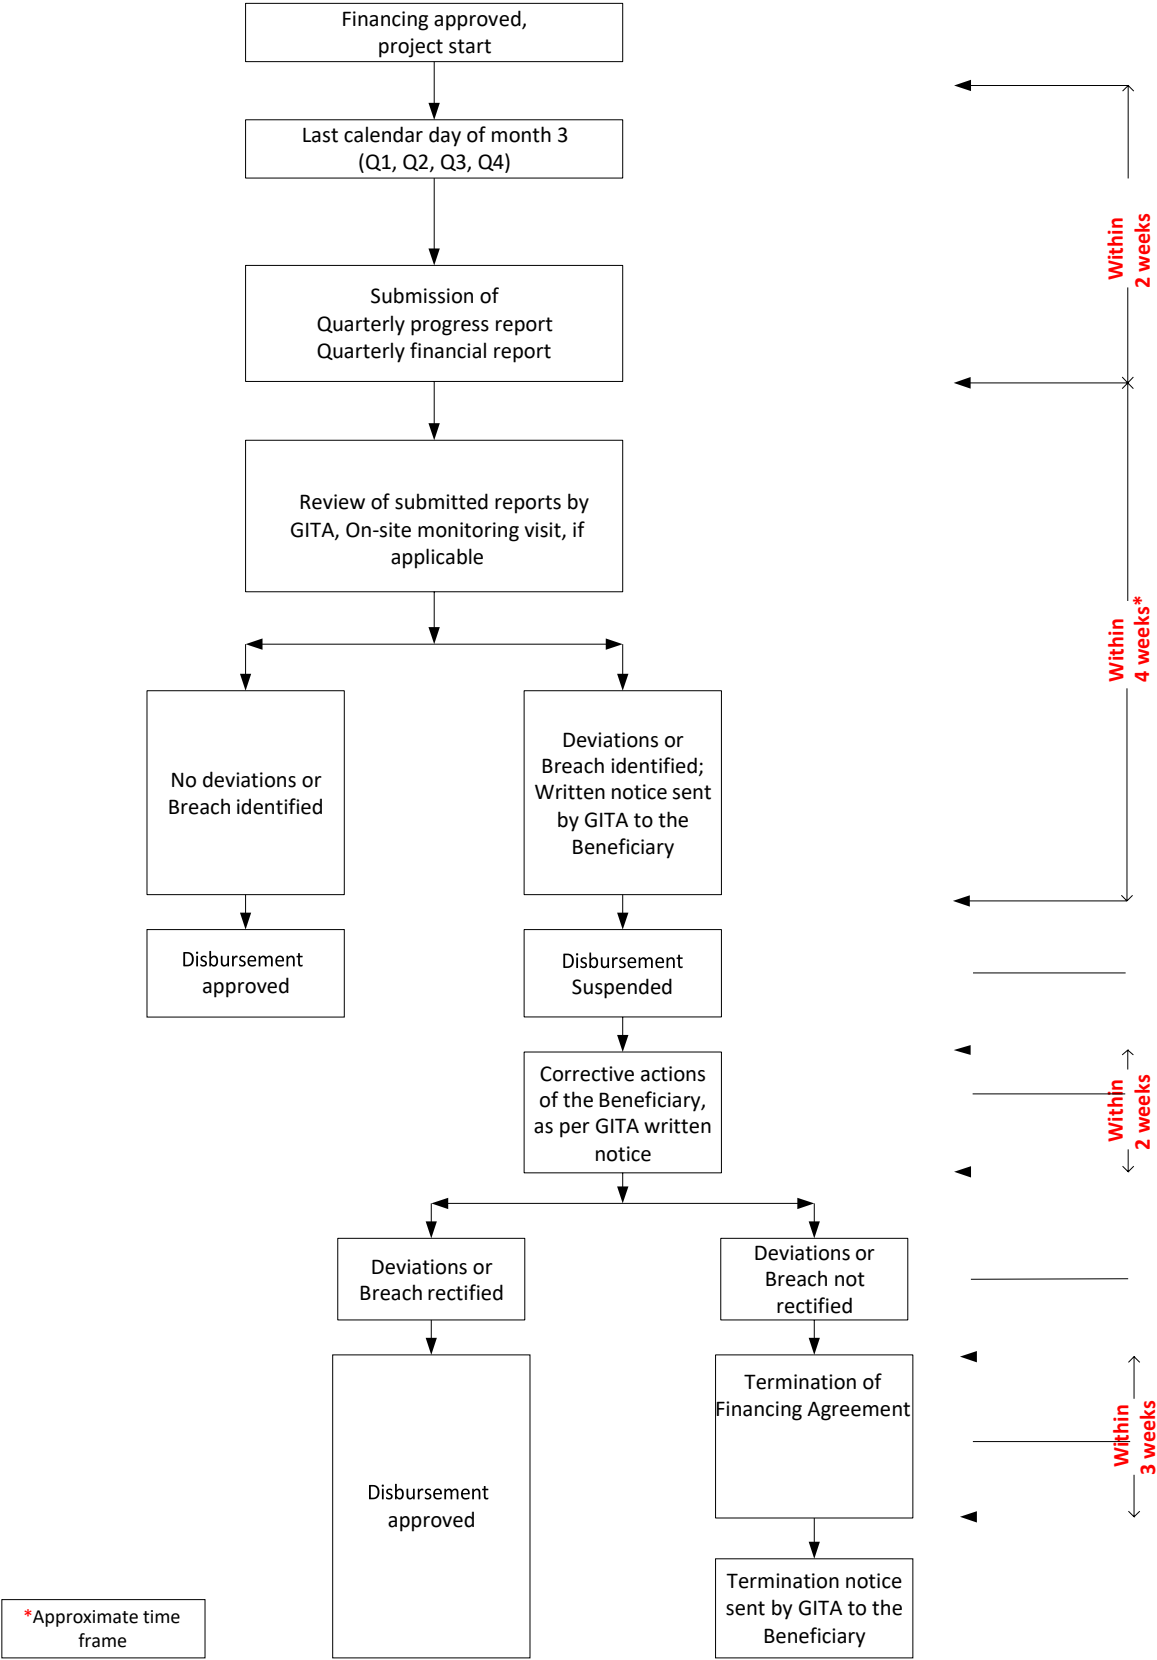 Financing approved,
project start
Last calendar day of month 3
(Q1, Q2, Q3, Q4)
Within
2 weeks
Submission of
Quarterly progress report
Quarterly financial report
Review of submitted reports by
GITA, On-site monitoring visit, if
applicable
Within
4 weeks*
No deviations or
Breach identified
Deviations or
Breach identified;
Written notice sent
by GITA to the
Beneficiary
Disbursement
approved
Disbursement
Suspended
Corrective actions
of the Beneficiary,
as per GITA written
notice
Within
2 weeks
Deviations or
Breach rectified
Deviations or
Breach not
rectified
Disbursement
approved
Termination of
Financing Agreement
Within
3 weeks
Termination notice
sent by GITA to the
Beneficiary
*Approximate time
frame